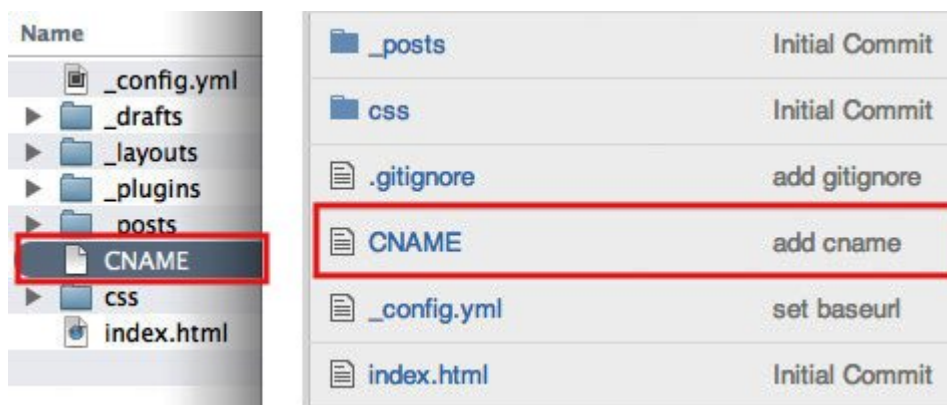 Name
_config.yml
_drafts
_layouts
_plugins
_posts
CNAME
css
index.html
_posts Initial Commit
css Initial Commit
.gitignore add gitignore
CNAME add cname
_config.yml set baseurl
index.html Initial Commit